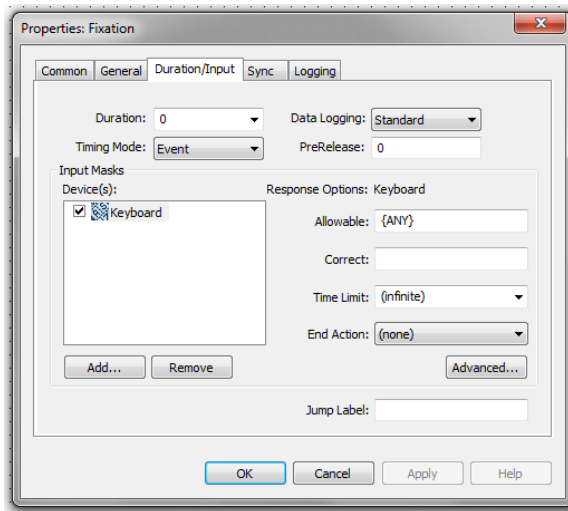 Properties: Fixation
Common General Duration/Input Sync Logging
Duration: 0 Data Logging: Standard
Timing Mode: Event PreRelease: 0
Input Masks
Device(s): Response Options: Keyboard
Keyboard
Allowable: {ANY}
Correct:
Time Limit: (infinite)
End Action: (none)
Add... Remove Advanced...
Jump Label:
OK Cancel Apply Help